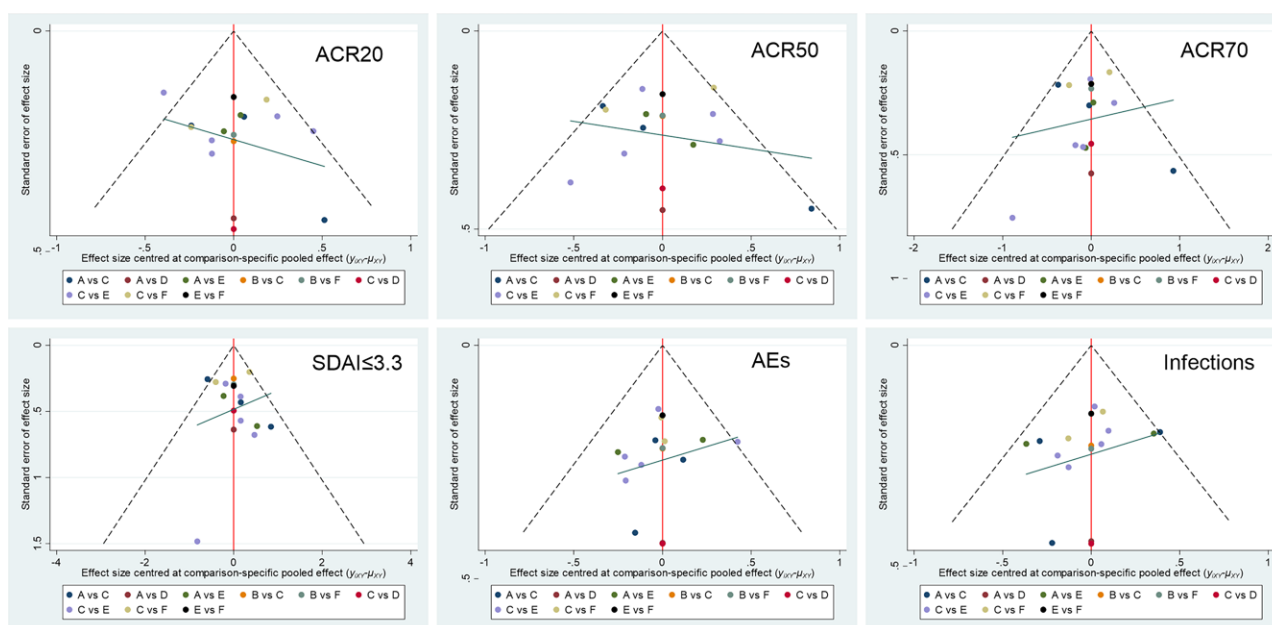 ACR20
Standard error of effect size
0
.5
-1
-.5
0
.5
1
Effect size centred at comparison-specific pooled effect (yiXY-μXY)
A vs C A vs D A vs E B vs C B vs F C vs D
C vs E C vs F E vs F
ACR50
Standard error of effect size
0
.5
-1
-.5
0
.5
1
Effect size centred at comparison-specific pooled effect (yiXY-μXY)
A vs C A vs D A vs E B vs C B vs F C vs D
C vs E C vs F E vs F
ACR70
Standard error of effect size
0
.5
1
-2
-1
0
1
2
Effect size centred at comparison-specific pooled effect (yiXY-μXY)
A vs C A vs D A vs E B vs C B vs F C vs D
C vs E C vs F E vs F
SDAI≤3.3
Standard error of effect size
0
.5
1
1.5
-4
-2
0
2
4
Effect size centred at comparison-specific pooled effect (yiXY-μXY)
A vs C A vs D A vs E B vs C B vs F C vs D
C vs E C vs F E vs F
AEs
Standard error of effect size
0
.5
-1
-.5
0
.5
1
Effect size centred at comparison-specific pooled effect (yiXY-μXY)
A vs C A vs D A vs E B vs C B vs F C vs D
C vs E C vs F E vs F
Infections
Standard error of effect size
0
.5
-1
-.5
0
.5
1
Effect size centred at comparison-specific pooled effect (yiXY-μXY)
A vs C A vs D A vs E B vs C B vs F C vs D
C vs E C vs F E vs F